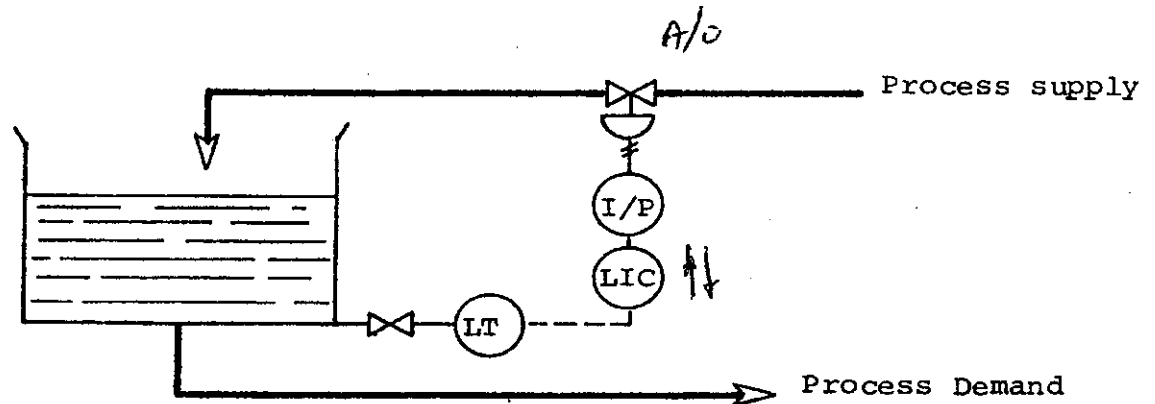 A/O
Process supply
I/P
LIC ↑↓
LT
Process Demand